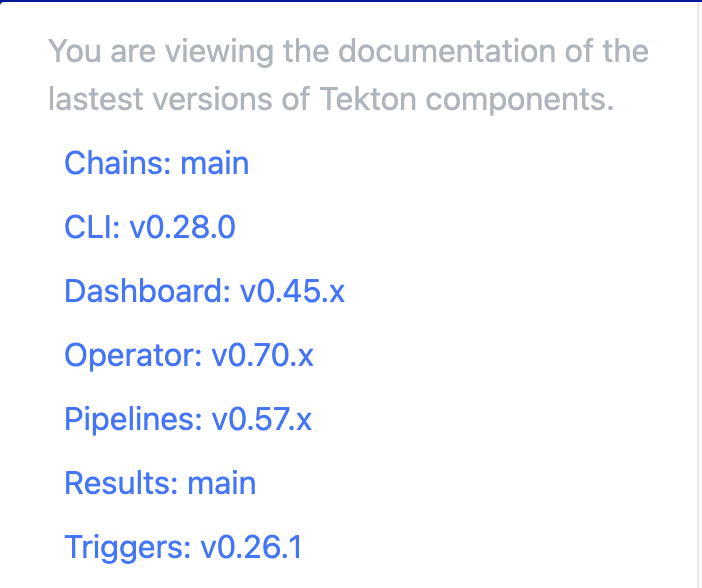 You are viewing the documentation of the
lastest versions of Tekton components.
Chains: main
CLI: v0.28.0
Dashboard: v0.45.x
Operator: v0.70.x
Pipelines: v0.57.x
Results: main
Triggers: v0.26.1